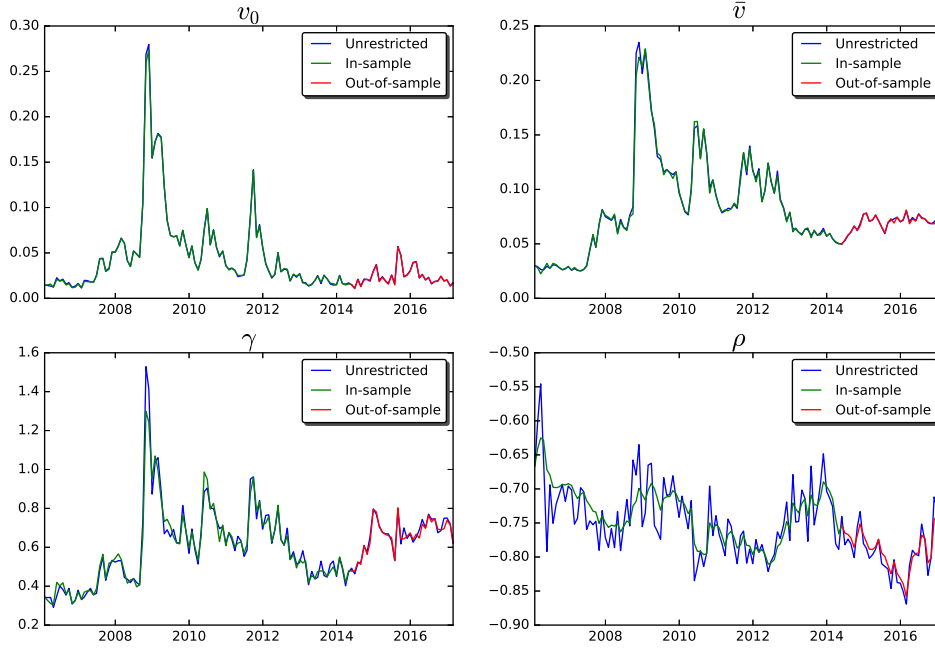 v₀
0.30
0.25
0.20
0.15
0.10
0.05
0.00
2008 2010 2012 2014 2016
Unrestricted
In-sample
Out-of-sample
v̄
0.25
0.20
0.15
0.10
0.05
0.00
2008 2010 2012 2014 2016
Unrestricted
In-sample
Out-of-sample
γ
1.6
1.4
1.2
1.0
0.8
0.6
0.4
0.2
2008 2010 2012 2014 2016
Unrestricted
In-sample
Out-of-sample
ρ
−0.50
−0.55
−0.60
−0.65
−0.70
−0.75
−0.80
−0.85
−0.90
2008 2010 2012 2014 2016
Unrestricted
In-sample
Out-of-sample